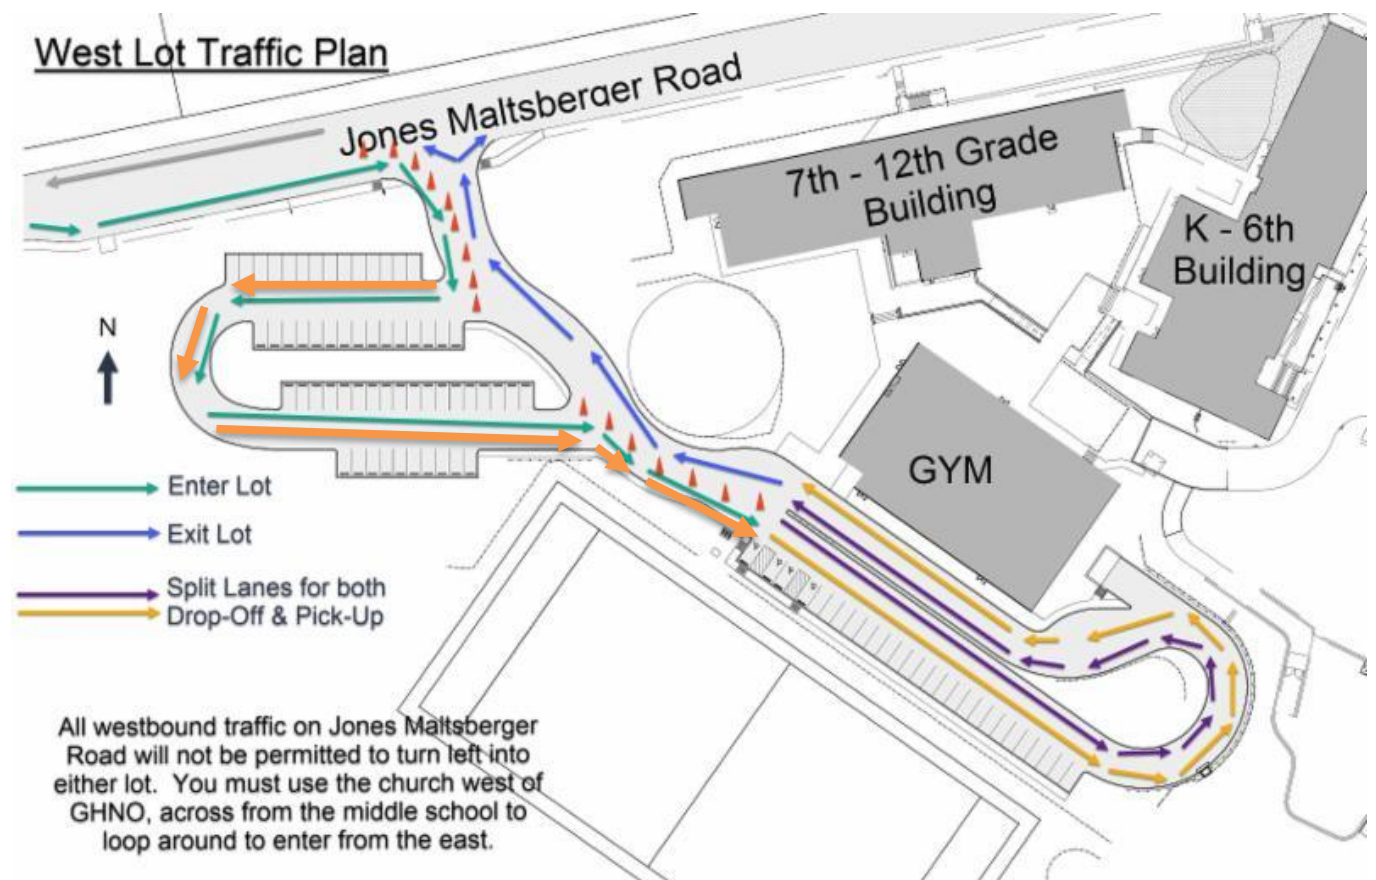 West Lot Traffic Plan
Jones Maltsberger Road
7th - 12th Grade
Building
K - 6th
Building
N
GYM
Enter Lot
Exit Lot
Split Lanes for both
Drop-Off & Pick-Up
All westbound traffic on Jones Maltsberger
Road will not be permitted to turn left into
either lot. You must use the church west of
GHNO, across from the middle school to
loop around to enter from the east.